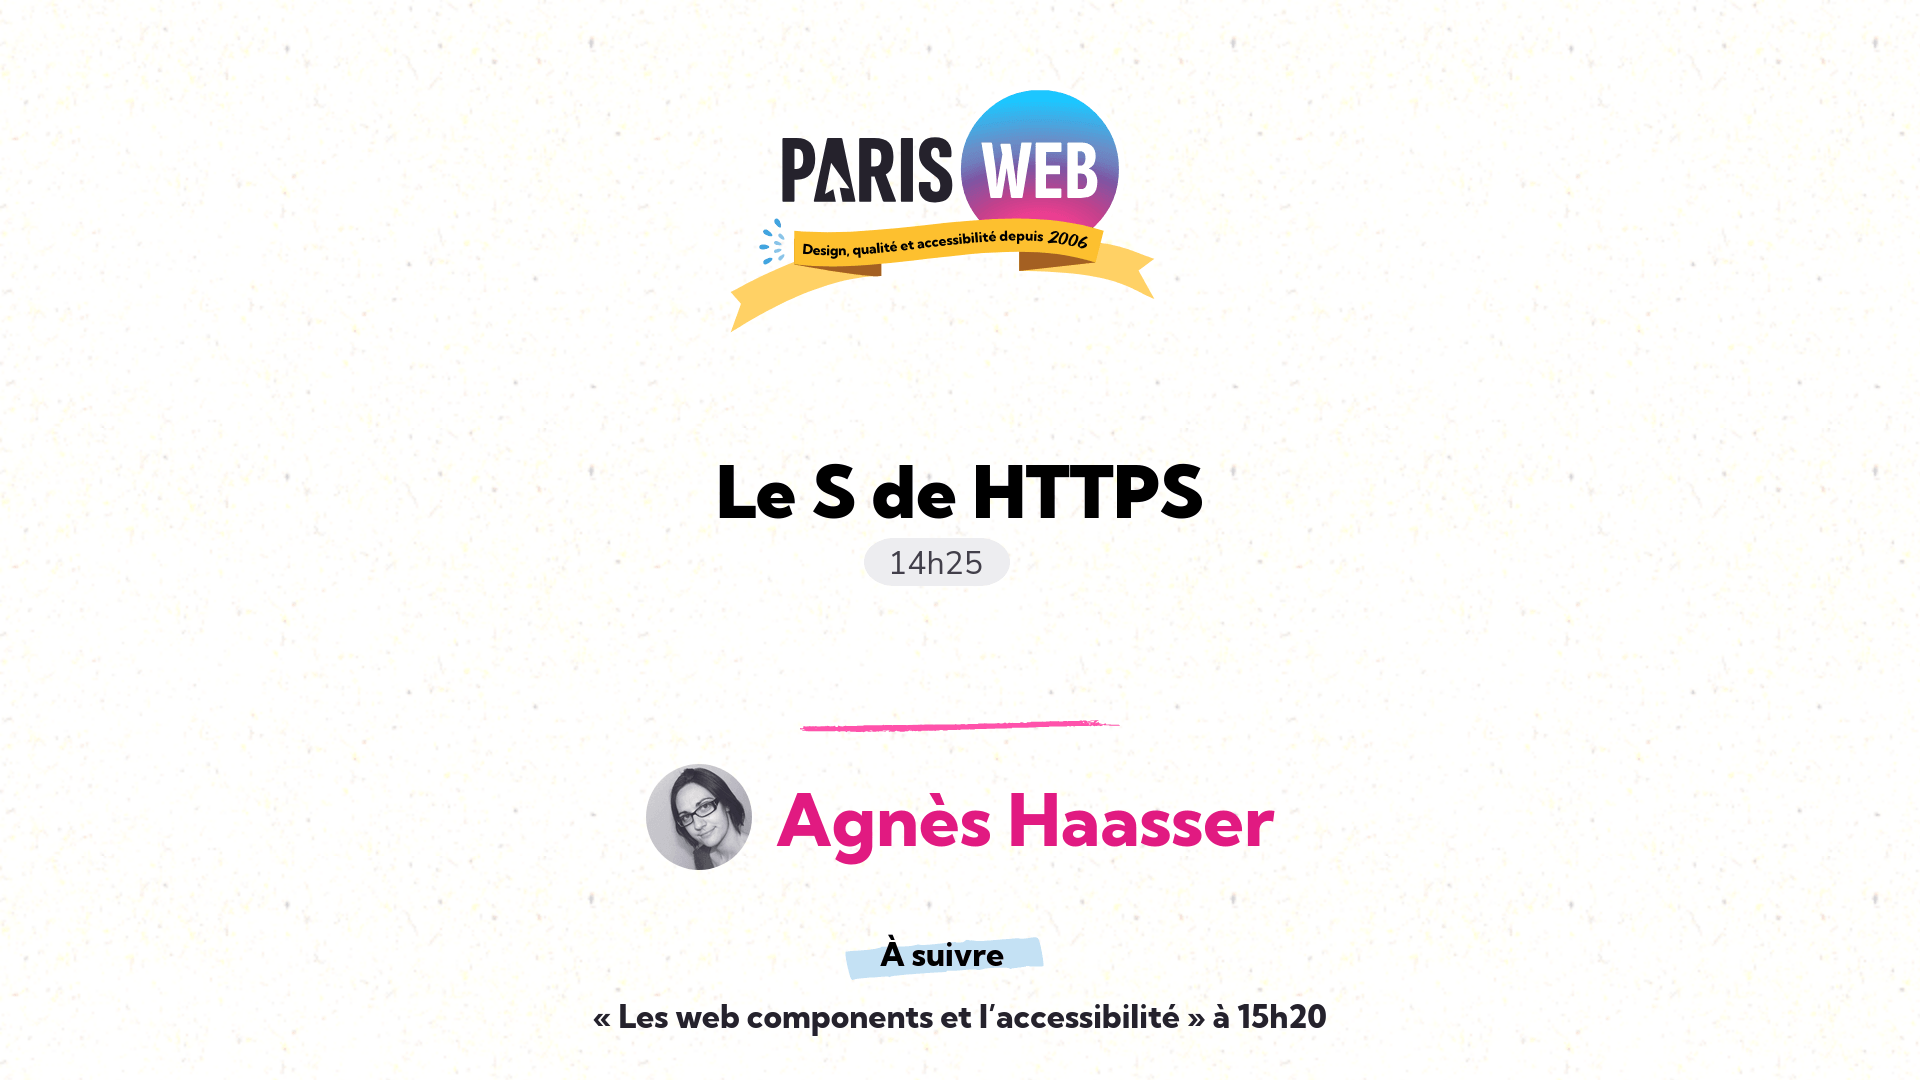 PARIS WEB
Design, qualité et accessibilité depuis 2006
Le S de HTTPS
14h25
Agnès Haasser
À suivre
« Les web components et l’accessibilité » à 15h20